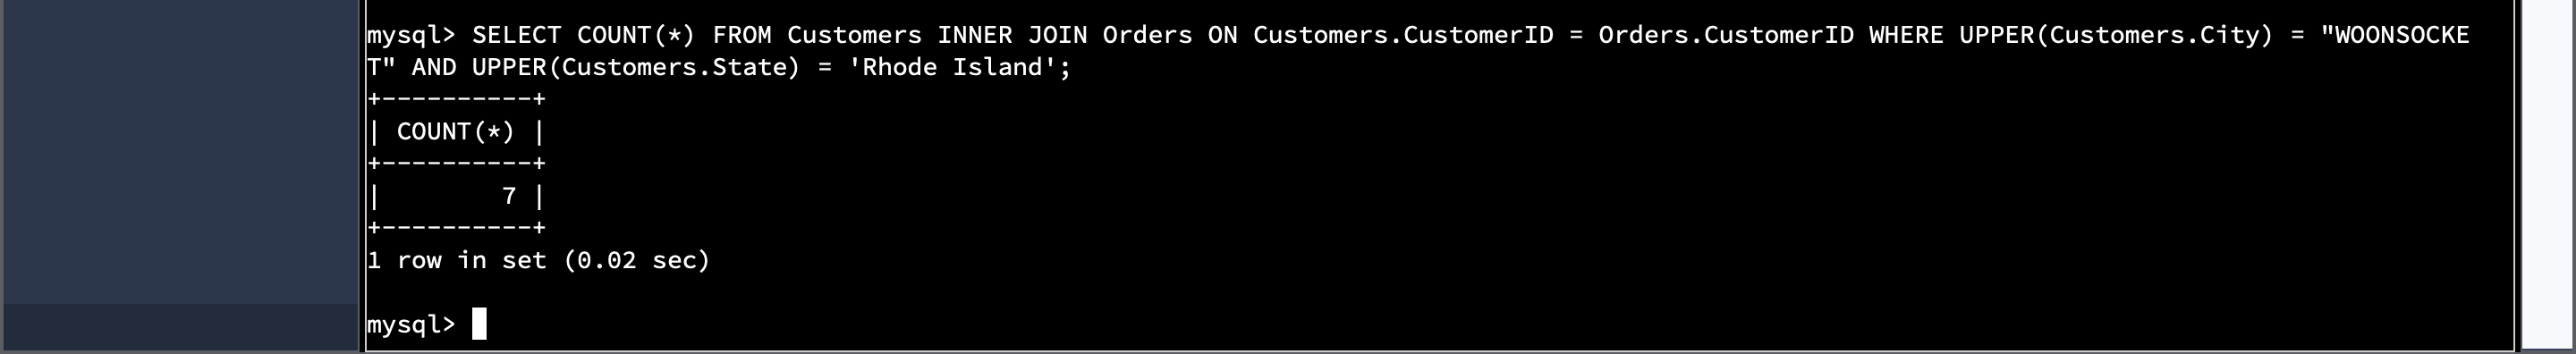 mysql> SELECT COUNT(*) FROM Customers INNER JOIN Orders ON Customers.CustomerID = Orders.CustomerID WHERE UPPER(Customers.City) = "WOONSOCKE
T" AND UPPER(Customers.State) = 'Rhode Island';
+----------+
| COUNT(*) |
+----------+
|        7 |
+----------+
1 row in set (0.02 sec)
mysql>